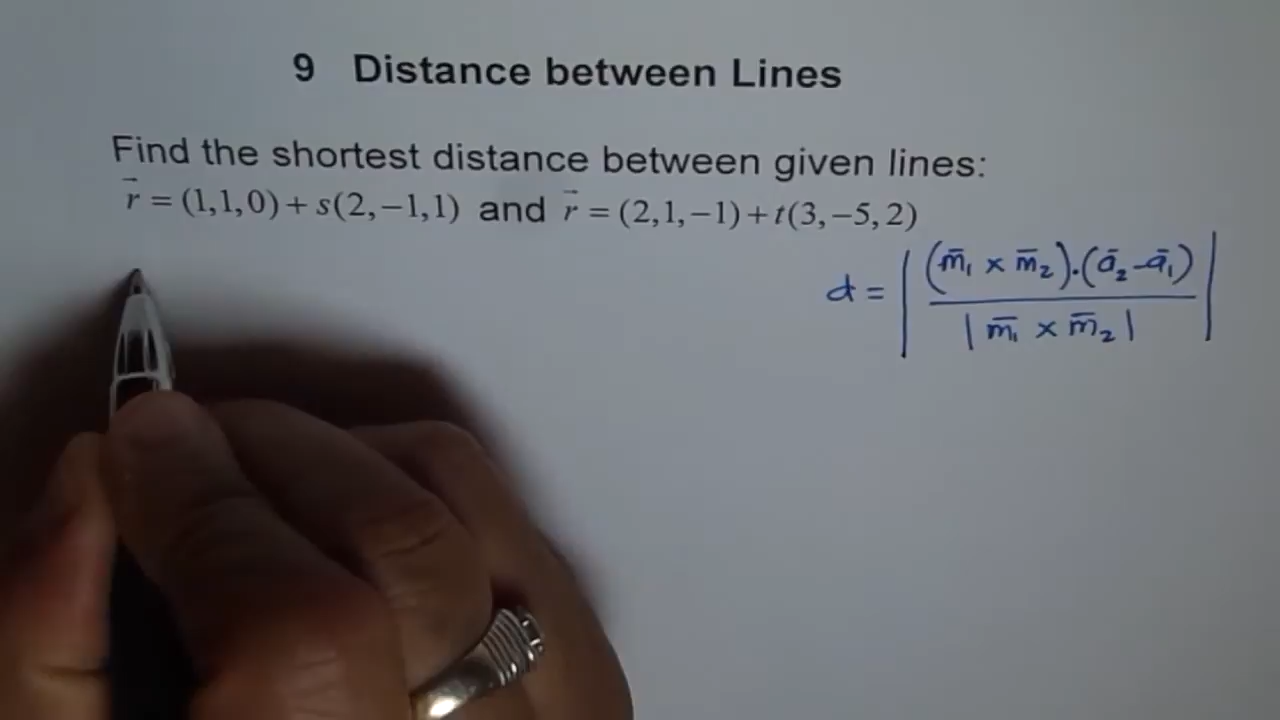 9 Distance between Lines
Find the shortest distance between given lines:
r⃗ = (1,1,0) + s(2,−1,1) and r⃗ = (2,1,−1) + t(3,−5,2)
d = | (m̄₁ × m̄₂)·(ā₂−ā₁) / |m̄₁ × m̄₂| |